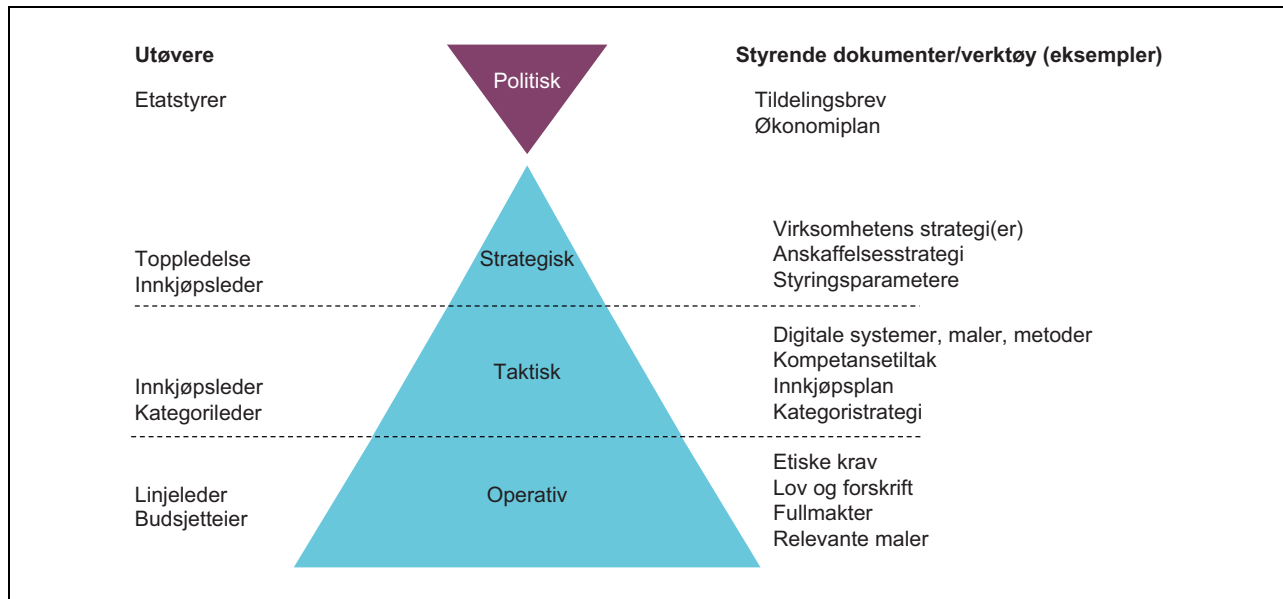 Utøvere
Styrende dokumenter/verktøy (eksempler)
Politisk
Etatstyrer
Tildelingsbrev
Økonomiplan
Toppledelse
Innkjøpsleder
Strategisk
Virksomhetens strategi(er)
Anskaffelsesstrategi
Styringsparametere
Innkjøpsleder
Kategorileder
Taktisk
Digitale systemer, maler, metoder
Kompetansetiltak
Innkjøpsplan
Kategoristrategi
Linjeleder
Budsjetteier
Operativ
Etiske krav
Lov og forskrift
Fullmakter
Relevante maler